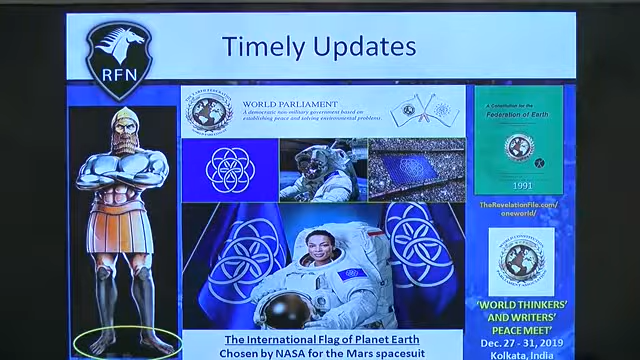 Timely Updates
RFN
WORLD PARLIAMENT
A democratic non-military government based on
establishing peace and solving environmental problems.
A Constitution for the
Federation of Earth
1991
TheRevelationFile.com/
oneworld/
The International Flag of Planet Earth
Chosen by NASA for the Mars spacesuit
'WORLD THINKERS'
AND WRITERS'
PEACE MEET'
Dec. 27 - 31, 2019
Kolkata, India